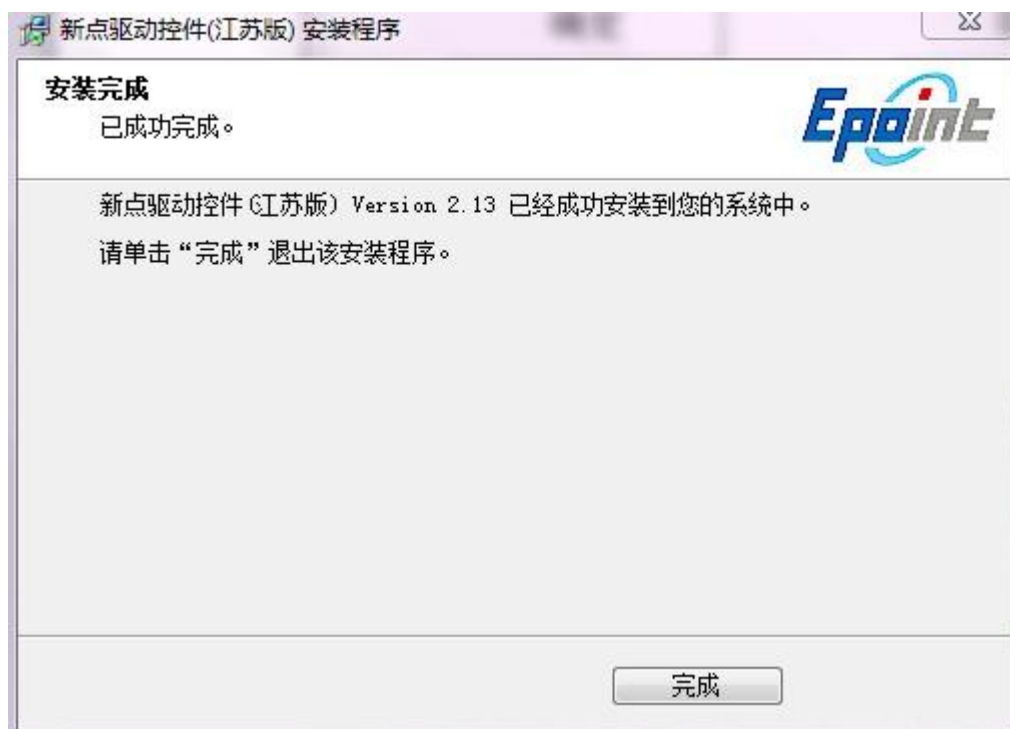 新点驱动控件(江苏版) 安装程序
安装完成
已成功完成。
Epoint
新点驱动控件(江苏版) Version 2.13 已经成功安装到您的系统中。
请单击“完成”退出该安装程序。
完成